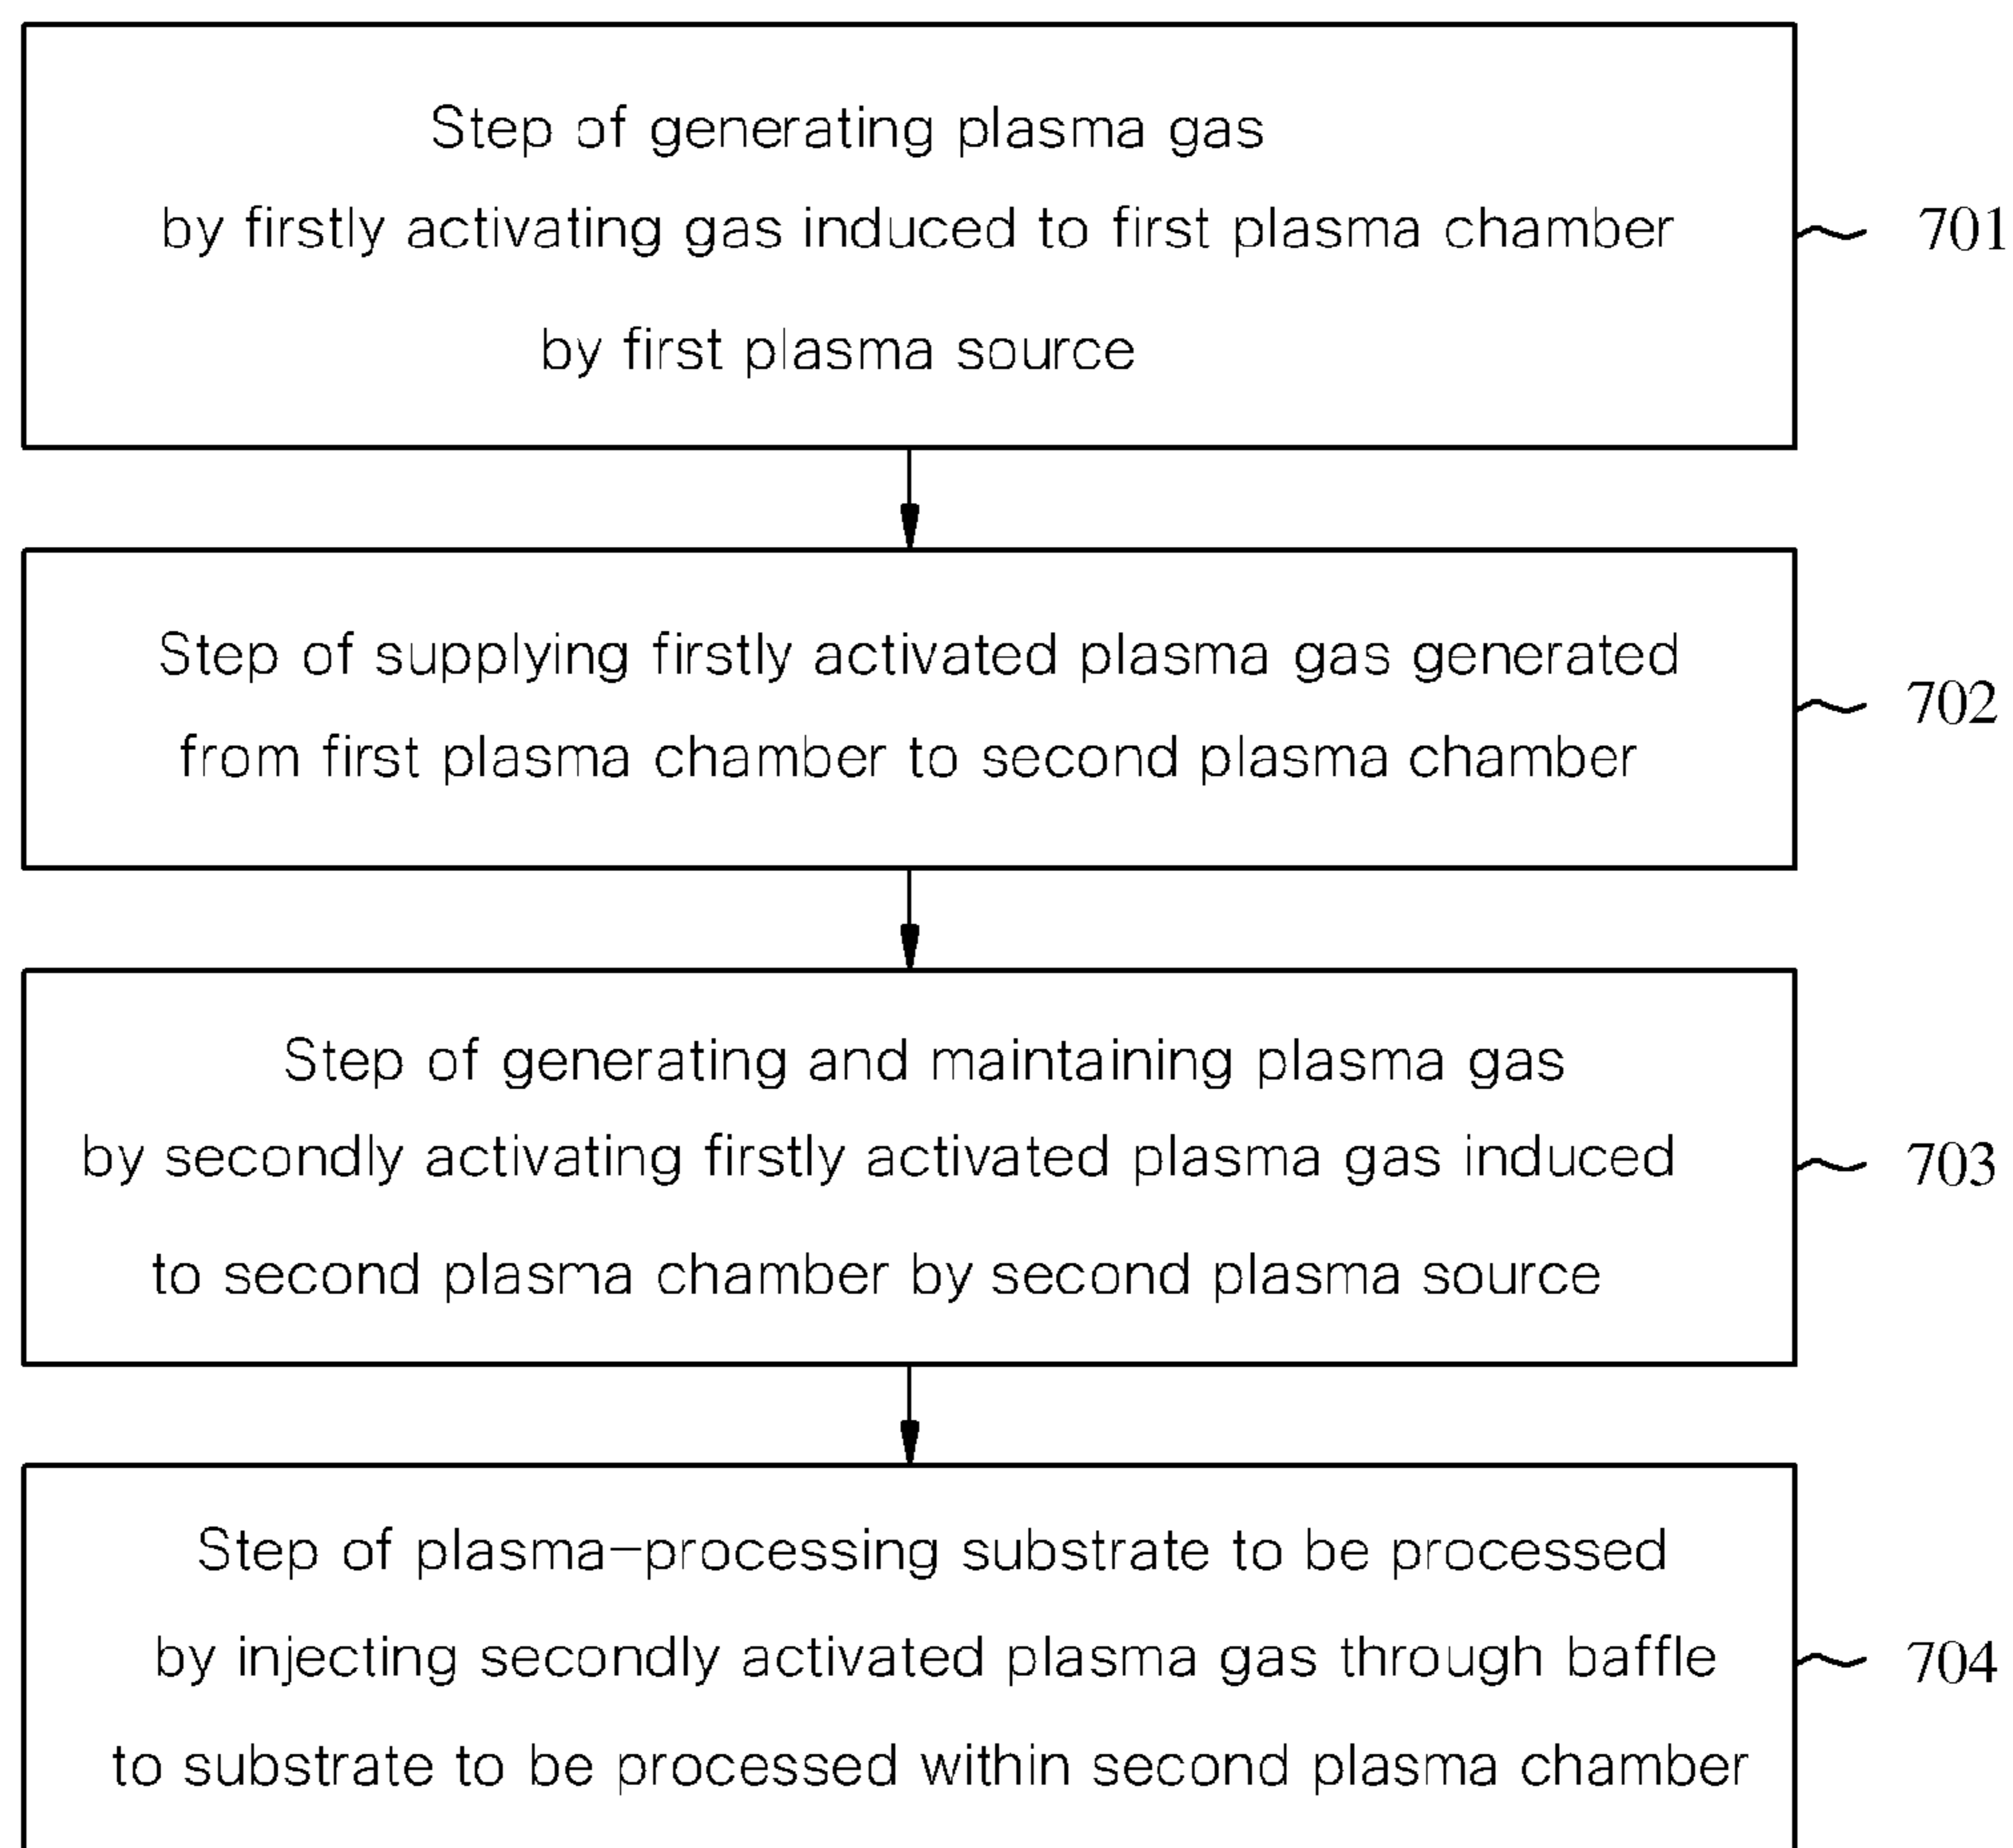 Step of generating plasma gas
by firstly activating gas induced to first plasma chamber
by first plasma source
701
Step of supplying firstly activated plasma gas generated
from first plasma chamber to second plasma chamber
702
Step of generating and maintaining plasma gas
by secondly activating firstly activated plasma gas induced
to second plasma chamber by second plasma source
703
Step of plasma-processing substrate to be processed
by injecting secondly activated plasma gas through baffle
to substrate to be processed within second plasma chamber
704